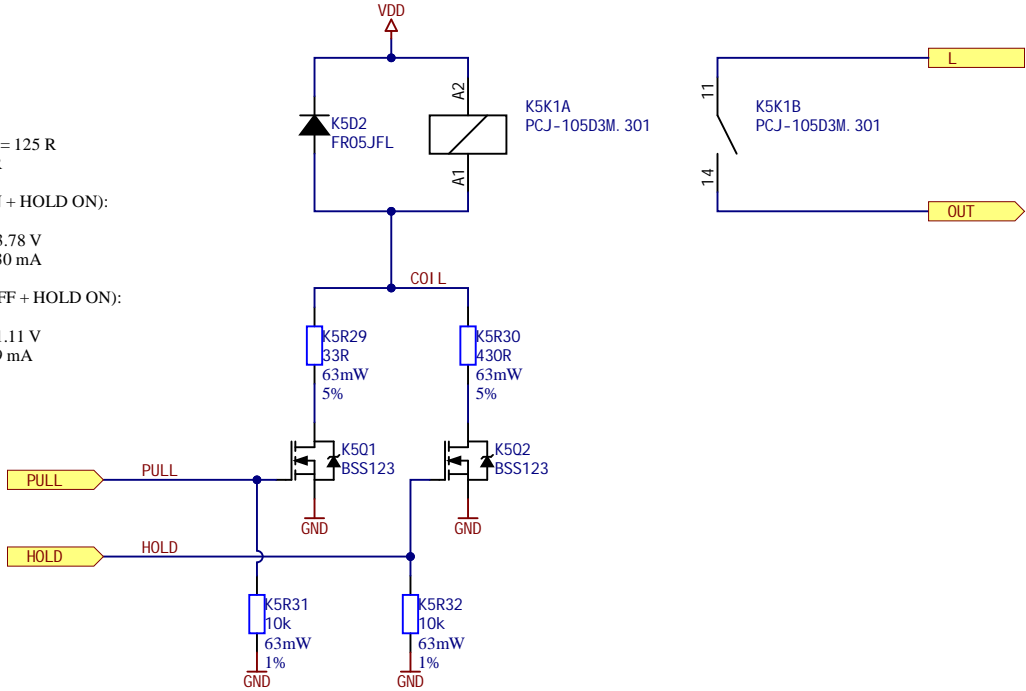 VDD
= 125 R
+ HOLD ON):
3.78 V
30 mA
FF + HOLD ON):
1.11 V
9 mA
K5D2
FR05JFL
A2
A1
K5K1A
PCJ-105D3M.301
11
14
K5K1B
PCJ-105D3M.301
L
OUT
COIL
K5R29
33R
63mW
5%
K5R30
430R
63mW
5%
K5Q1
BSS123
K5Q2
BSS123
GND
GND
PULL
PULL
HOLD
HOLD
K5R31
10k
63mW
1%
K5R32
10k
63mW
1%
GND
GND